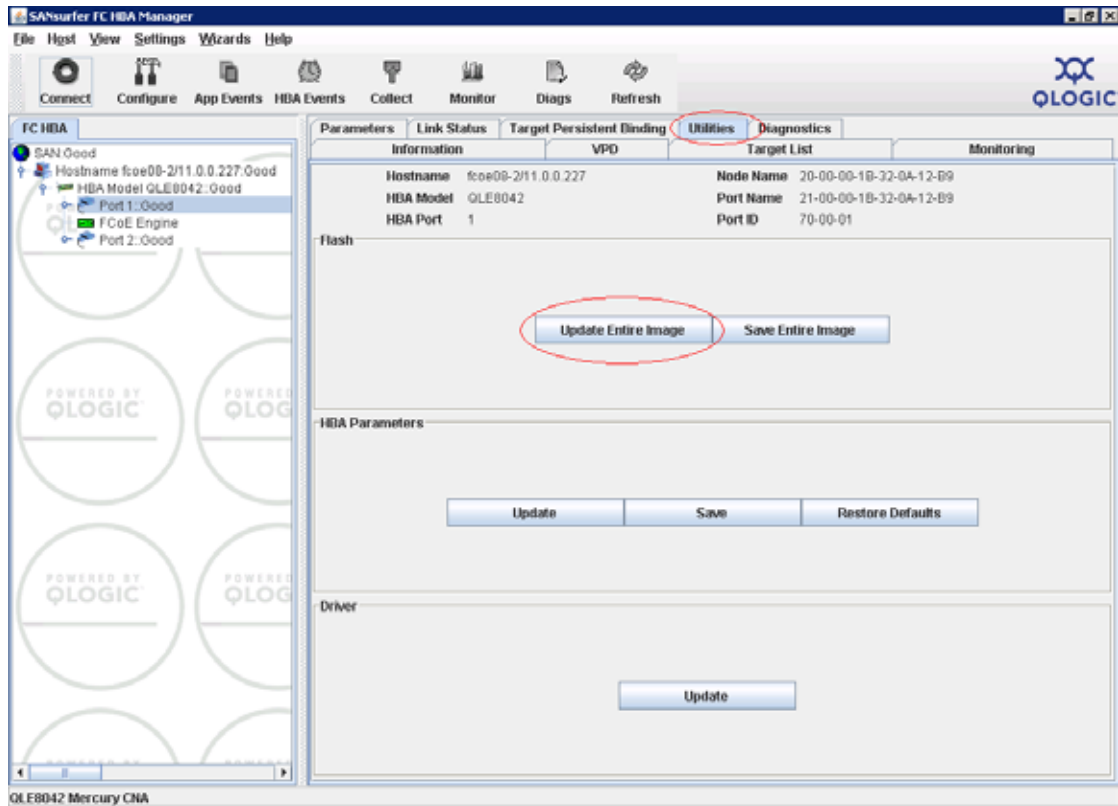 SANsurfer FC HBA Manager
File Host View Settings Wizards Help
Connect Configure App Events HBA Events Collect Monitor Diags Refresh
QLOGIC
FC HBA
SAN:Good
Hostname fcoe08-2/11.0.0.227:Good
HBA Model QLE8042::Good
Port 1::Good
FCoE Engine
Port 2::Good
POWERED BY POWERED
QLOGIC QLOG
POWERED BY POWERED
QLOGIC QLOG
Parameters Link Status Target Persistent Binding Utilities Diagnostics
Information VPD Target List Monitoring
Hostname fcoe08-2/11.0.0.227 Node Name 20-00-00-1B-32-0A-12-B9
HBA Model QLE8042 Port Name 21-00-00-1B-32-0A-12-B9
HBA Port 1 Port ID 70-00-01
Flash
Update Entire Image Save Entire Image
HBA Parameters
Update Save Restore Defaults
Driver
Update
QLE8042 Mercury CNA